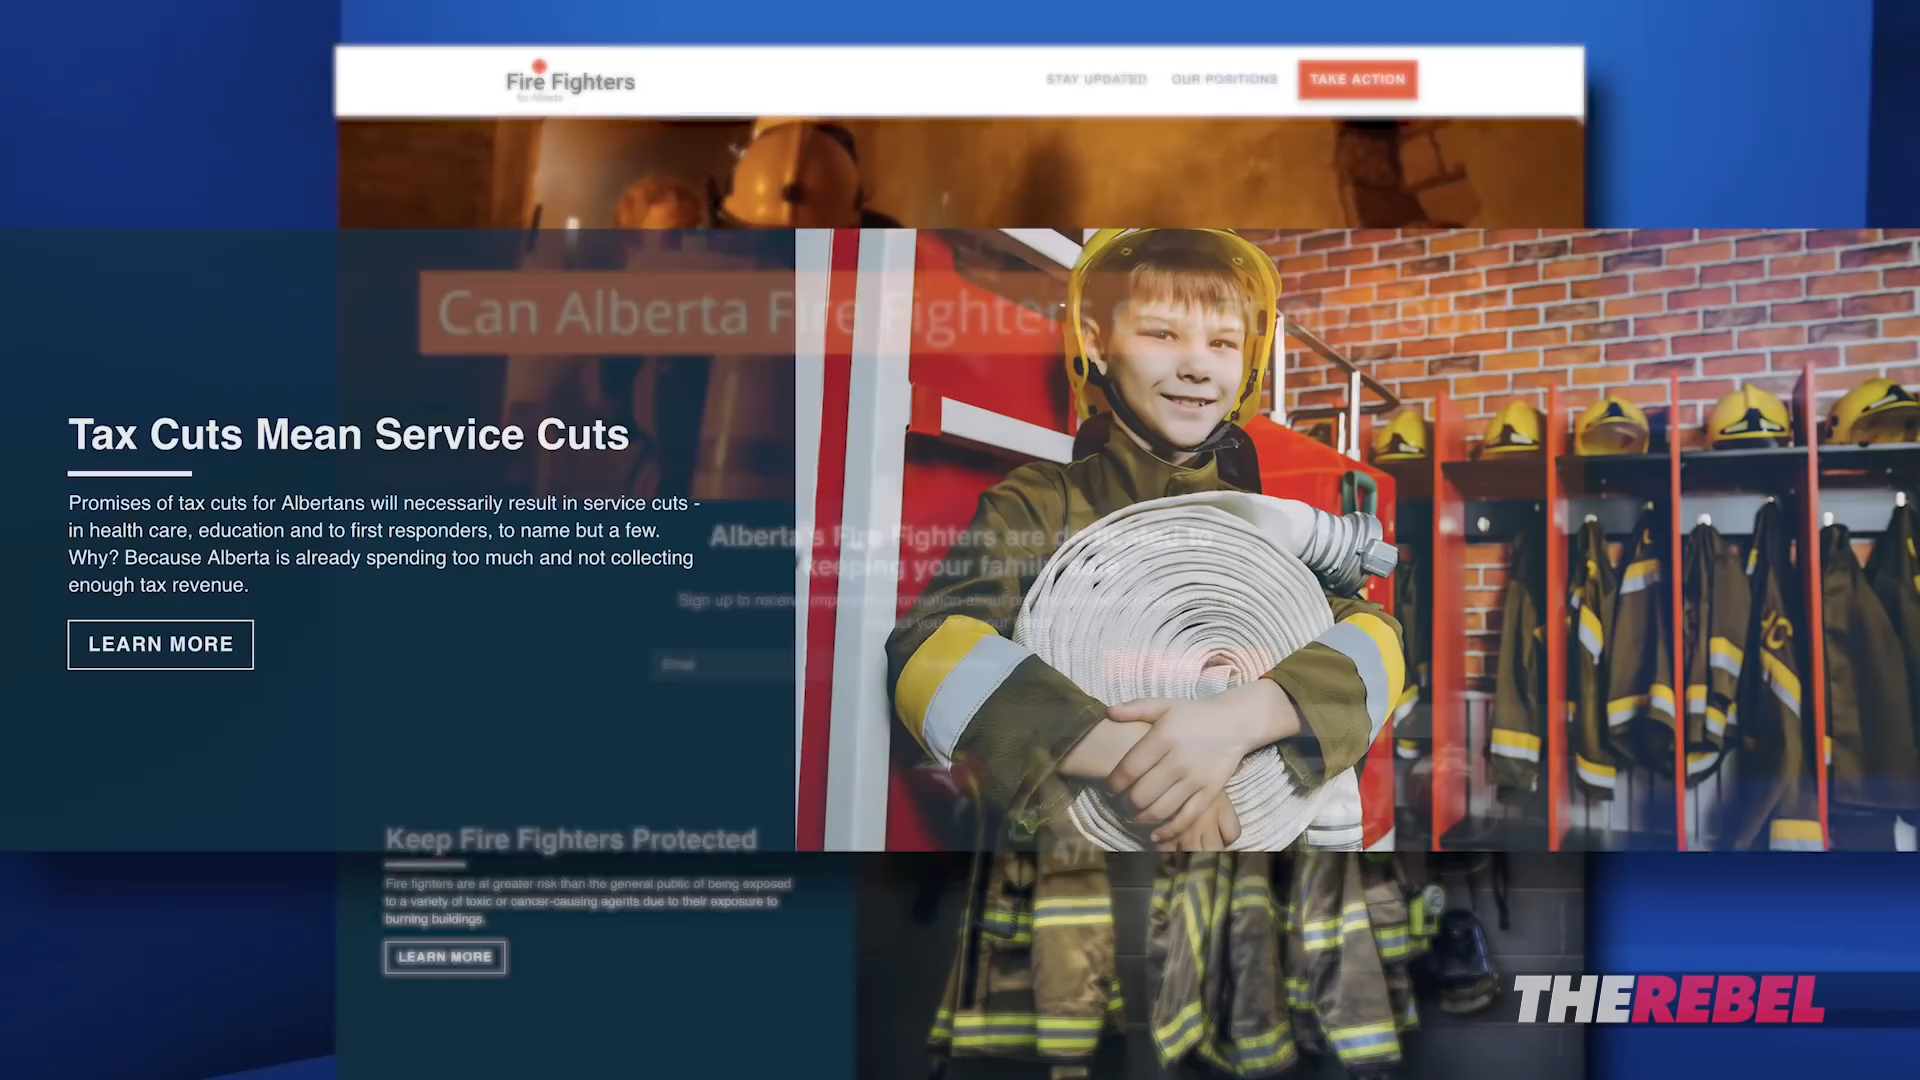 Fire Fighters
for Alberta
STAY UPDATED
OUR POSITIONS
TAKE ACTION
Can Alberta Fire Fighters
Tax Cuts Mean Service Cuts
Promises of tax cuts for Albertans will necessarily result in service cuts -
in health care, education and to first responders, to name but a few.
Why? Because Alberta is already spending too much and not collecting
enough tax revenue.
LEARN MORE
Alberta's Fire Fighters are dedicated to
keeping your family safe
Sign up to receive important information about
Email
Keep Fire Fighters Protected
Fire fighters are at greater risk than the general public of being exposed
to a variety of toxic or cancer-causing agents due to their exposure to
burning buildings.
LEARN MORE
THEREBEL